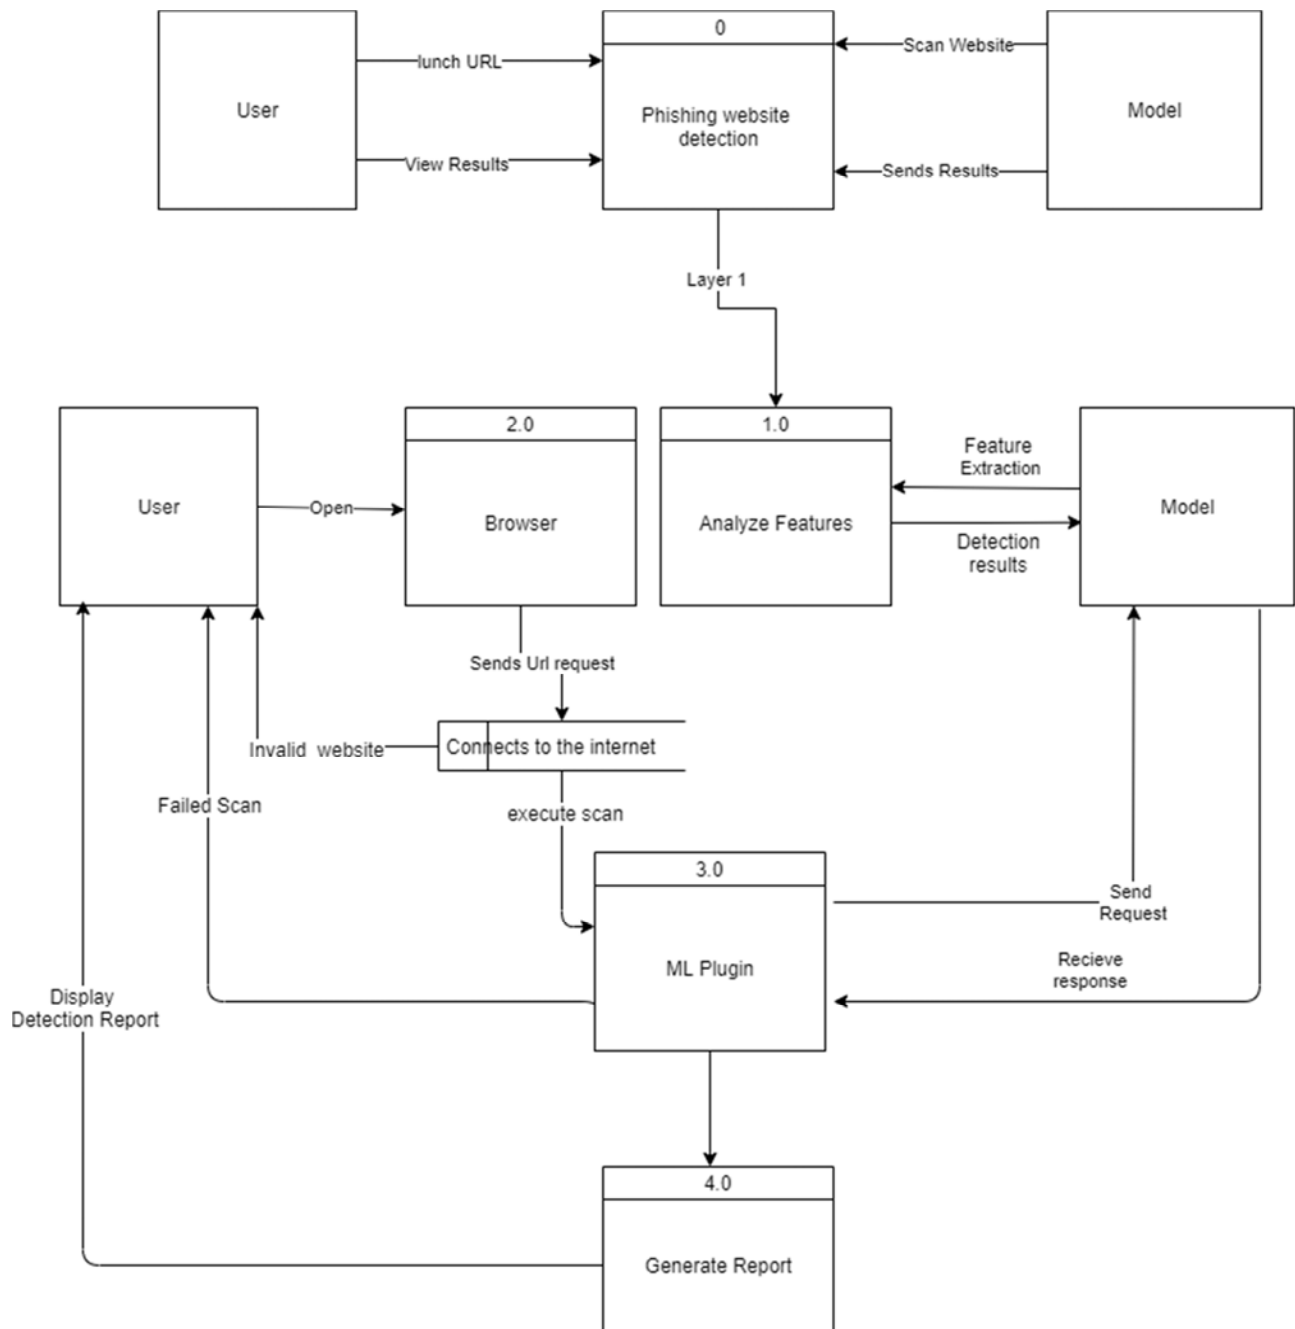 0
lunch URL
Scan Website
User
Phishing website
detection
Model
View Results
Sends Results
Layer 1
2.0
1.0
Feature
Extraction
User
Open
Browser
Analyze Features
Model
Detection
results
Sends Url request
Invalid website
Connects to the internet
Failed Scan
execute scan
3.0
Send
Request
ML Plugin
Recieve
response
Display
Detection Report
4.0
Generate Report